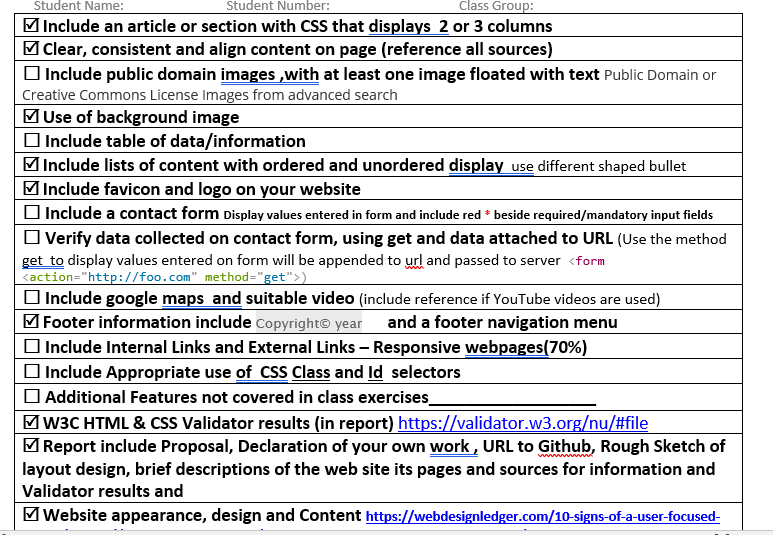 Student Name: Student Number: Class Group:
☑ Include an article or section with CSS that displays 2 or 3 columns
☑ Clear, consistent and align content on page (reference all sources)
☐ Include public domain images ,with at least one image floated with text Public Domain or
Creative Commons License Images from advanced search
☑ Use of background image
☐ Include table of data/information
☑ Include lists of content with ordered and unordered display use different shaped bullet
☑ Include favicon and logo on your website
☐ Include a contact form Display values entered in form and include red * beside required/mandatory input fields
☐ Verify data collected on contact form, using get and data attached to URL (Use the method
get to display values entered on form will be appended to url and passed to server <form
<action="http://foo.com" method="get">)
☐ Include google maps and suitable video (include reference if YouTube videos are used)
☑ Footer information include Copyright© year and a footer navigation menu
☐ Include Internal Links and External Links – Responsive webpages(70%)
☐ Include Appropriate use of CSS Class and Id selectors
☐ Additional Features not covered in class exercises____________________
☑ W3C HTML & CSS Validator results (in report) https://validator.w3.org/nu/#file
☑ Report include Proposal, Declaration of your own work , URL to Github, Rough Sketch of
layout design, brief descriptions of the web site its pages and sources for information and
Validator results and
☑ Website appearance, design and Content https://webdesignledger.com/10-signs-of-a-user-focused-